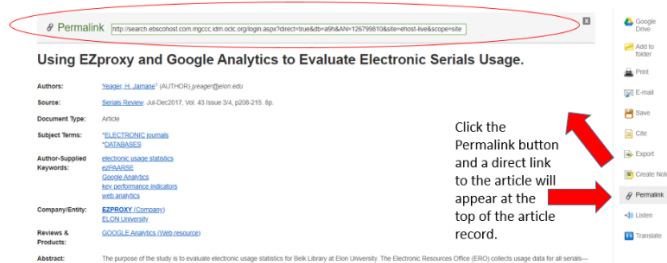 Permalink http://search.ebscohost.com.mgccc.idm.oclc.org/login.aspx?direct=true&db=a9h&AN=126799810&site=ehost-live&scope=site
Using EZproxy and Google Analytics to Evaluate Electronic Serials Usage.
Authors: Yeager, H. Jamane¹ (AUTHOR) jyeager@elon.edu
Source: Serials Review. Jul-Dec2017, Vol. 43 Issue 3/4, p208-215. 8p.
Document Type: Article
Subject Terms: *ELECTRONIC journals
*DATABASES
Author-Supplied Keywords: electronic usage statistics
ezPAARSE
Google Analytics
key performance indicators
web analytics
Company/Entity: EZPROXY (Company)
ELON University
Reviews & Products: GOOGLE Analytics (Web resource)
Abstract: The purpose of the study is to evaluate electronic usage statistics for Belk Library at Elon University. The Electronic Resources Office (ERO) collects usage data for all serials—
Click the
Permalink button
and a direct link
to the article will
appear at the
top of the article
record.
Google Drive
Add to folder
Print
E-mail
Save
Cite
Export
Create Note
Permalink
Listen
Translate